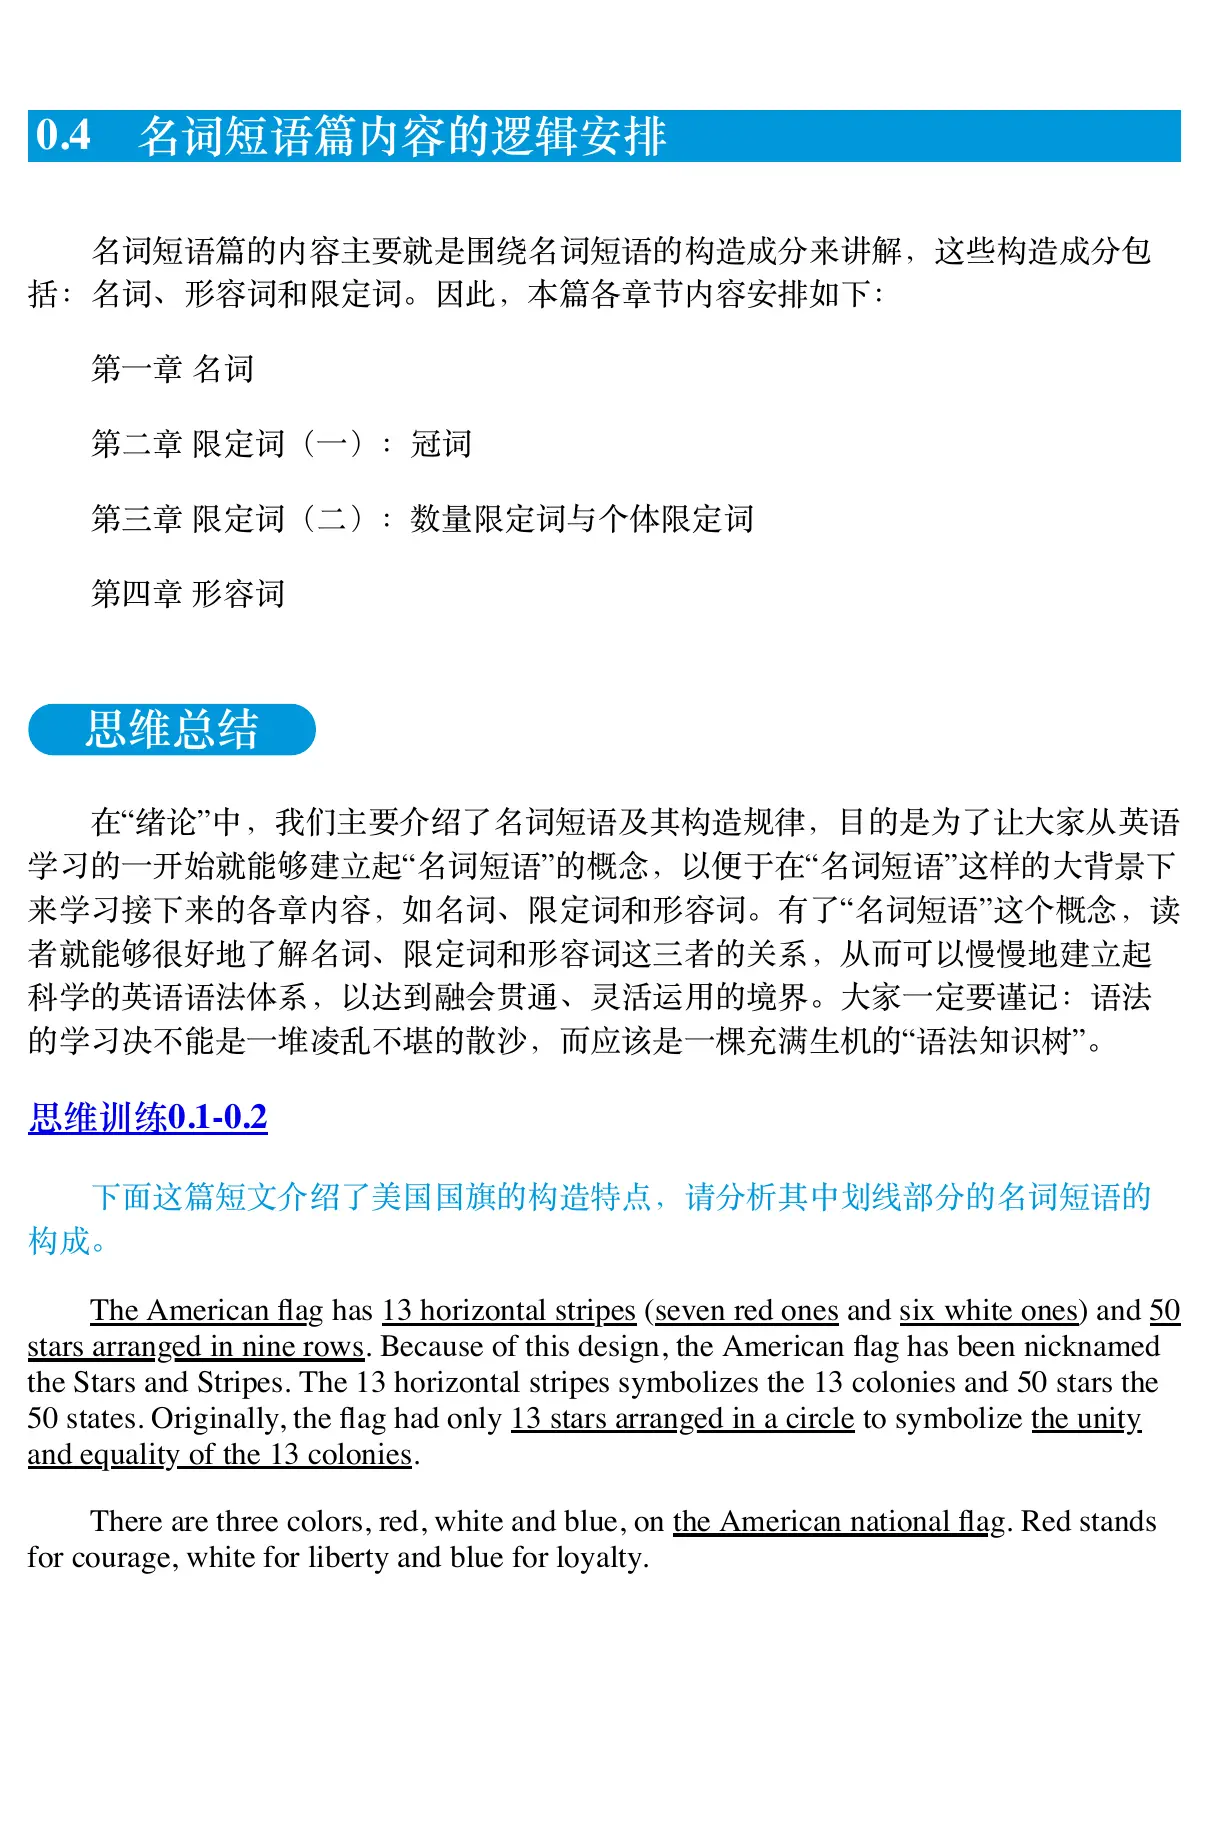 0.4 名词短语篇内容的逻辑安排
名词短语篇的内容主要就是围绕名词短语的构造成分来讲解，这些构造成分包
括：名词、形容词和限定词。因此，本篇各章节内容安排如下：
第一章 名词
第二章 限定词（一）：冠词
第三章 限定词（二）：数量限定词与个体限定词
第四章 形容词
思维总结
在“绪论”中，我们主要介绍了名词短语及其构造规律，目的是为了让大家从英语
学习的一开始就能够建立起“名词短语”的概念，以便于在“名词短语”这样的大背景下
来学习接下来的各章内容，如名词、限定词和形容词。有了“名词短语”这个概念，读
者就能够很好地了解名词、限定词和形容词这三者的关系，从而可以慢慢地建立起
科学的英语语法体系，以达到融会贯通、灵活运用的境界。大家一定要谨记：语法
的学习决不能是一堆凌乱不堪的散沙，而应该是一棵充满生机的“语法知识树”。
思维训练0.1-0.2
下面这篇短文介绍了美国国旗的构造特点，请分析其中划线部分的名词短语的
构成。
The American flag has 13 horizontal stripes (seven red ones and six white ones) and 50
stars arranged in nine rows. Because of this design, the American flag has been nicknamed
the Stars and Stripes. The 13 horizontal stripes symbolizes the 13 colonies and 50 stars the
50 states. Originally, the flag had only 13 stars arranged in a circle to symbolize the unity
and equality of the 13 colonies.
There are three colors, red, white and blue, on the American national flag. Red stands
for courage, white for liberty and blue for loyalty.